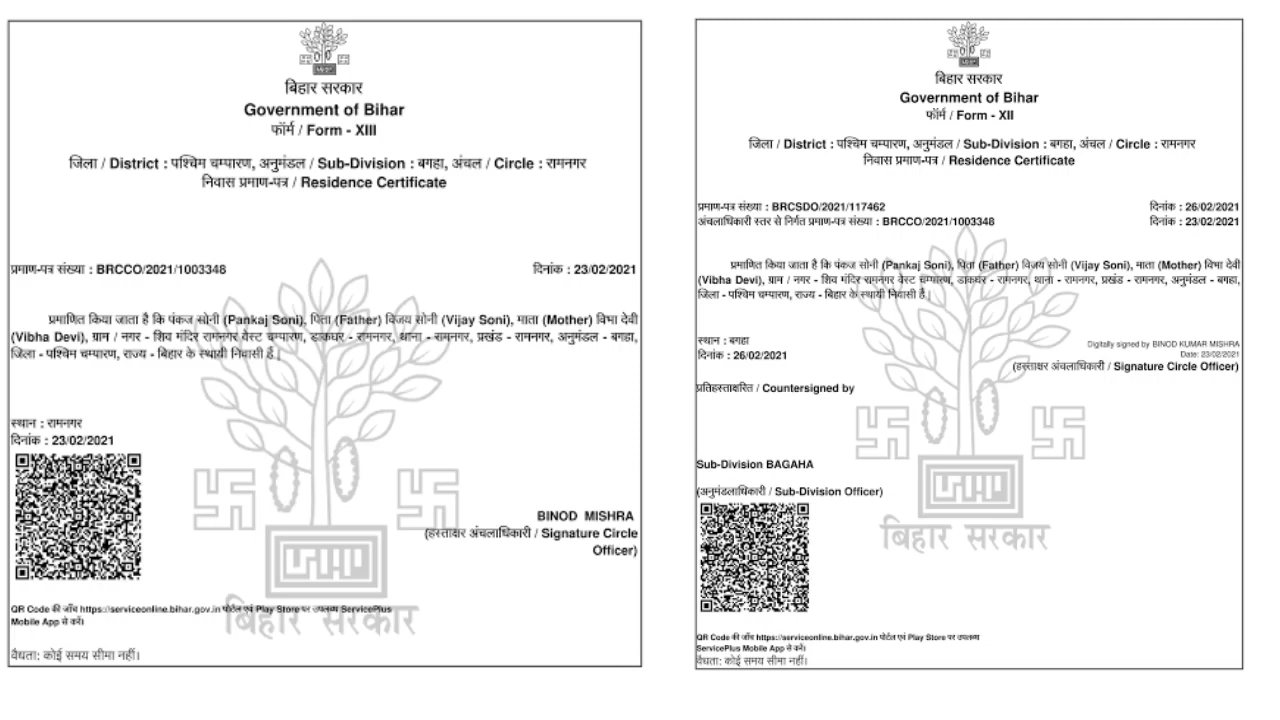 बिहार सरकार
Government of Bihar
फॉर्म / Form - XIII
जिला / District : पश्चिम चम्पारण, अनुमंडल / Sub-Division : बगहा, अंचल / Circle : रामनगर
निवास प्रमाण-पत्र / Residence Certificate
प्रमाण-पत्र संख्या : BRCCO/2021/1003348
दिनांक : 23/02/2021
प्रमाणित किया जाता है कि पंकज सोनी (Pankaj Soni), पिता (Father) विजय सोनी (Vijay Soni), माता (Mother) विभा देवी
(Vibha Devi), ग्राम / नगर - शिव मंदिर रामनगर वेस्ट चम्पारण, डाकघर - रामनगर, थाना - रामनगर, प्रखंड - रामनगर, अनुमंडल - बगहा,
जिला - पश्चिम चम्पारण, राज्य - बिहार के स्थायी निवासी हैं|
स्थान : रामनगर
दिनांक : 23/02/2021
BINOD MISHRA
(हस्ताक्षर अंचलाधिकारी / Signature Circle
Officer)
QR Code की जाँच https://serviceonline.bihar.gov.in पोर्टल एवं Play Store पर उपलब्ध ServicePlus
Mobile App से करें।
बिहार सरकार
वैधता: कोई समय सीमा नहीं।
बिहार सरकार
Government of Bihar
फॉर्म / Form - XII
जिला / District : पश्चिम चम्पारण, अनुमंडल / Sub-Division : बगहा, अंचल / Circle : रामनगर
निवास प्रमाण-पत्र / Residence Certificate
प्रमाण-पत्र संख्या : BRCSDO/2021/117462
दिनांक : 26/02/2021
अंचलाधिकारी स्तर से निर्गत प्रमाण-पत्र संख्या : BRCCO/2021/1003348
दिनांक : 23/02/2021
प्रमाणित किया जाता है कि पंकज सोनी (Pankaj Soni), पिता (Father) विजय सोनी (Vijay Soni), माता (Mother) विभा देवी
(Vibha Devi), ग्राम / नगर - शिव मंदिर रामनगर वेस्ट चम्पारण, डाकघर - रामनगर, थाना - रामनगर, प्रखंड - रामनगर, अनुमंडल - बगहा,
जिला - पश्चिम चम्पारण, राज्य - बिहार के स्थायी निवासी हैं|
स्थान : बगहा
दिनांक : 26/02/2021
Digitally signed by BINOD KUMAR MISHRA
Date: 23/02/2021
(हस्ताक्षर अंचलाधिकारी / Signature Circle Officer)
प्रतिहस्ताक्षरित / Countersigned by
Sub-Division BAGAHA
(अनुमंडलाधिकारी / Sub-Division Officer)
बिहार सरकार
QR Code की जाँच https://serviceonline.bihar.gov.in पोर्टल एवं Play Store पर उपलब्ध
ServicePlus Mobile App से करें।
वैधता: कोई समय सीमा नहीं।